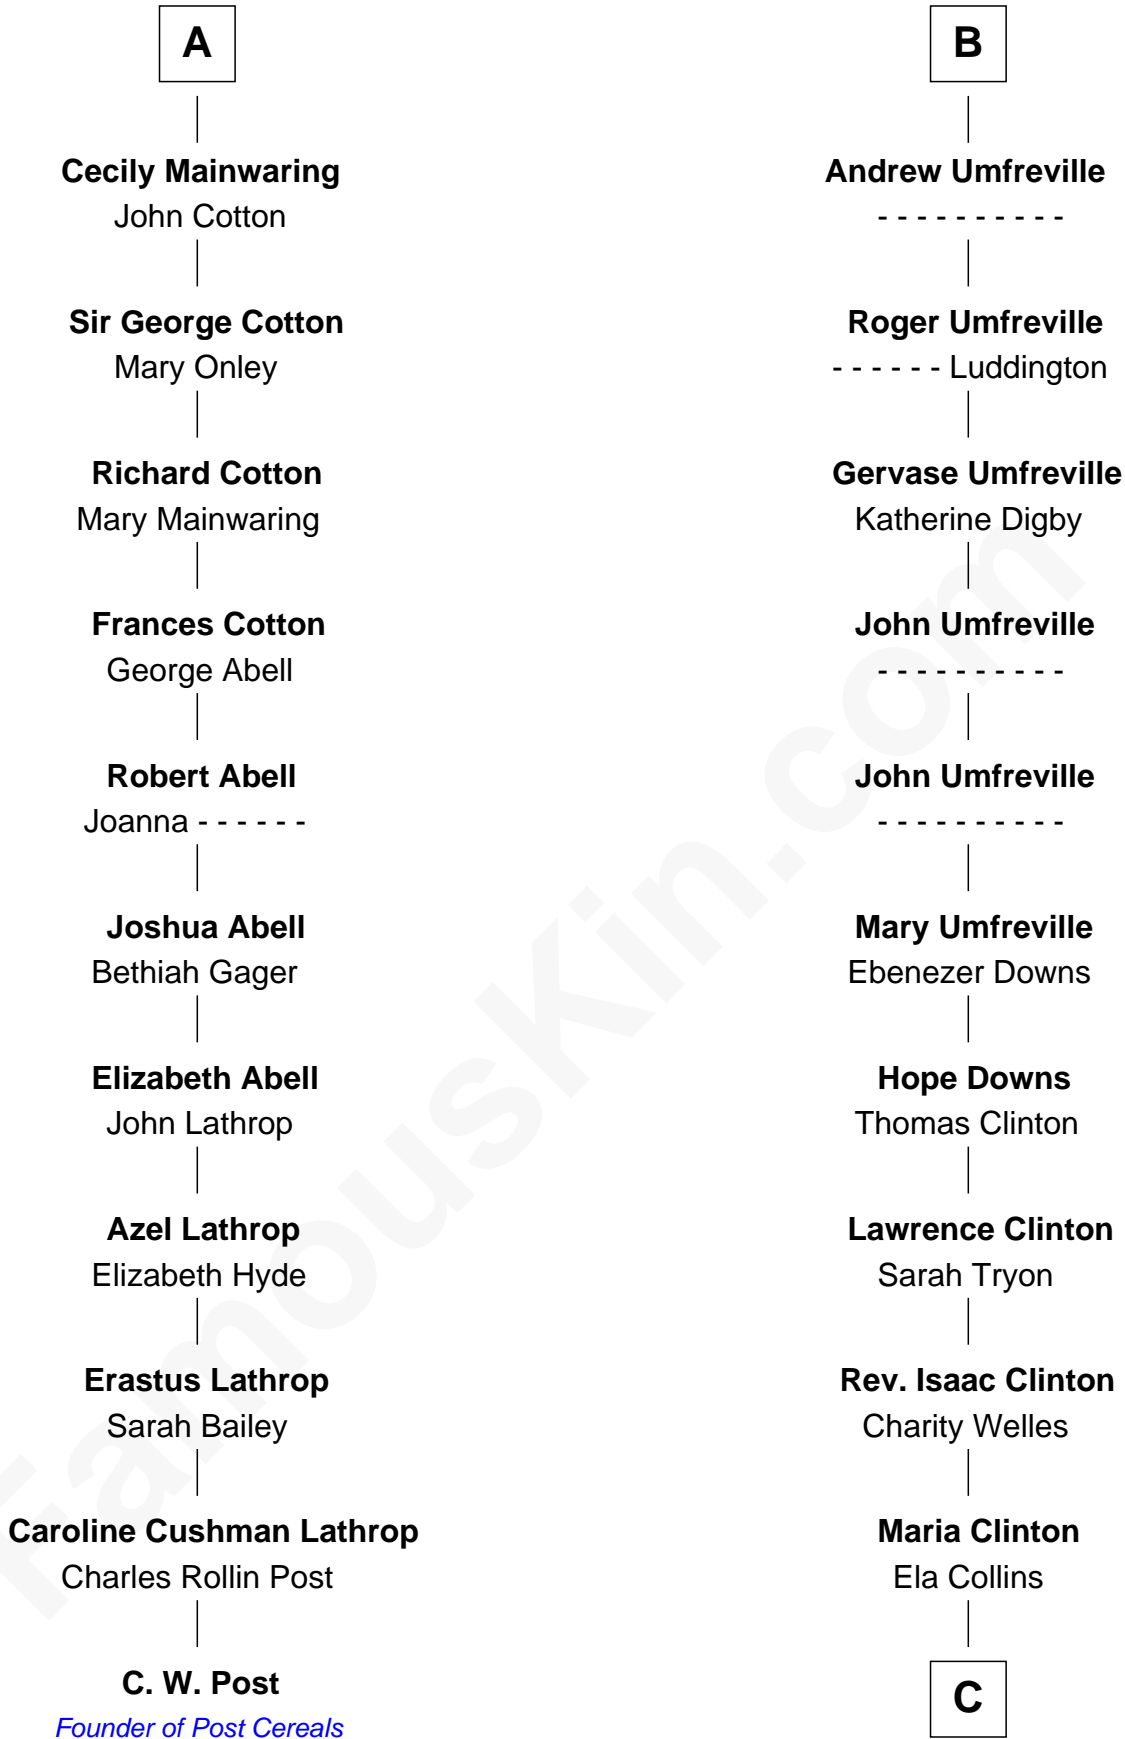 A
Cecily Mainwaring
John Cotton
Sir George Cotton
Mary Onley
Richard Cotton
Mary Mainwaring
Frances Cotton
George Abell
Robert Abell
Joanna - - - - - -
Joshua Abell
Bethiah Gager
Elizabeth Abell
John Lathrop
Azel Lathrop
Elizabeth Hyde
Erastus Lathrop
Sarah Bailey
Caroline Cushman Lathrop
Charles Rollin Post
C. W. Post
Founder of Post Cereals
B
Andrew Umfreville
- - - - - - - - - -
Roger Umfreville
- - - - - - Luddington
Gervase Umfreville
Katherine Digby
John Umfreville
- - - - - - - - - -
John Umfreville
- - - - - - - - - -
Mary Umfreville
Ebenezer Downs
Hope Downs
Thomas Clinton
Lawrence Clinton
Sarah Tryon
Rev. Isaac Clinton
Charity Welles
Maria Clinton
Ela Collins
C
FamousKin.com